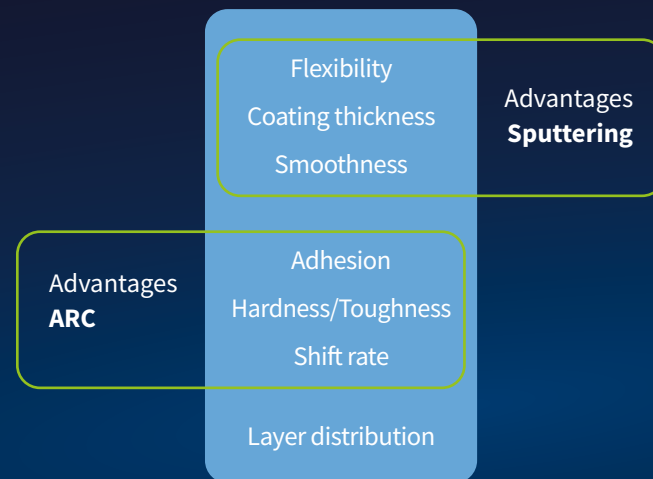 Flexibility
Coating thickness
Smoothness
Advantages
Sputtering
Advantages
ARC
Adhesion
Hardness/Toughness
Shift rate
Layer distribution